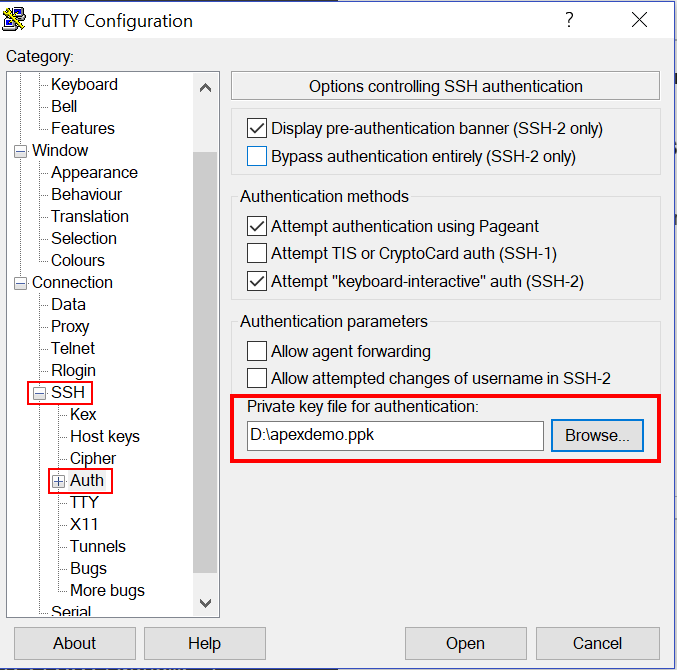 PuTTY Configuration
?
Category:
Keyboard
Bell
Features
Window
Appearance
Behaviour
Translation
Selection
Colours
Connection
Data
Proxy
Telnet
Rlogin
SSH
Kex
Host keys
Cipher
Auth
TTY
X11
Tunnels
Bugs
More bugs
Serial
Options controlling SSH authentication
Display pre-authentication banner (SSH-2 only)
Bypass authentication entirely (SSH-2 only)
Authentication methods
Attempt authentication using Pageant
Attempt TIS or CryptoCard auth (SSH-1)
Attempt "keyboard-interactive" auth (SSH-2)
Authentication parameters
Allow agent forwarding
Allow attempted changes of username in SSH-2
Private key file for authentication:
D:\apexdemo.ppk
Browse...
About
Help
Open
Cancel